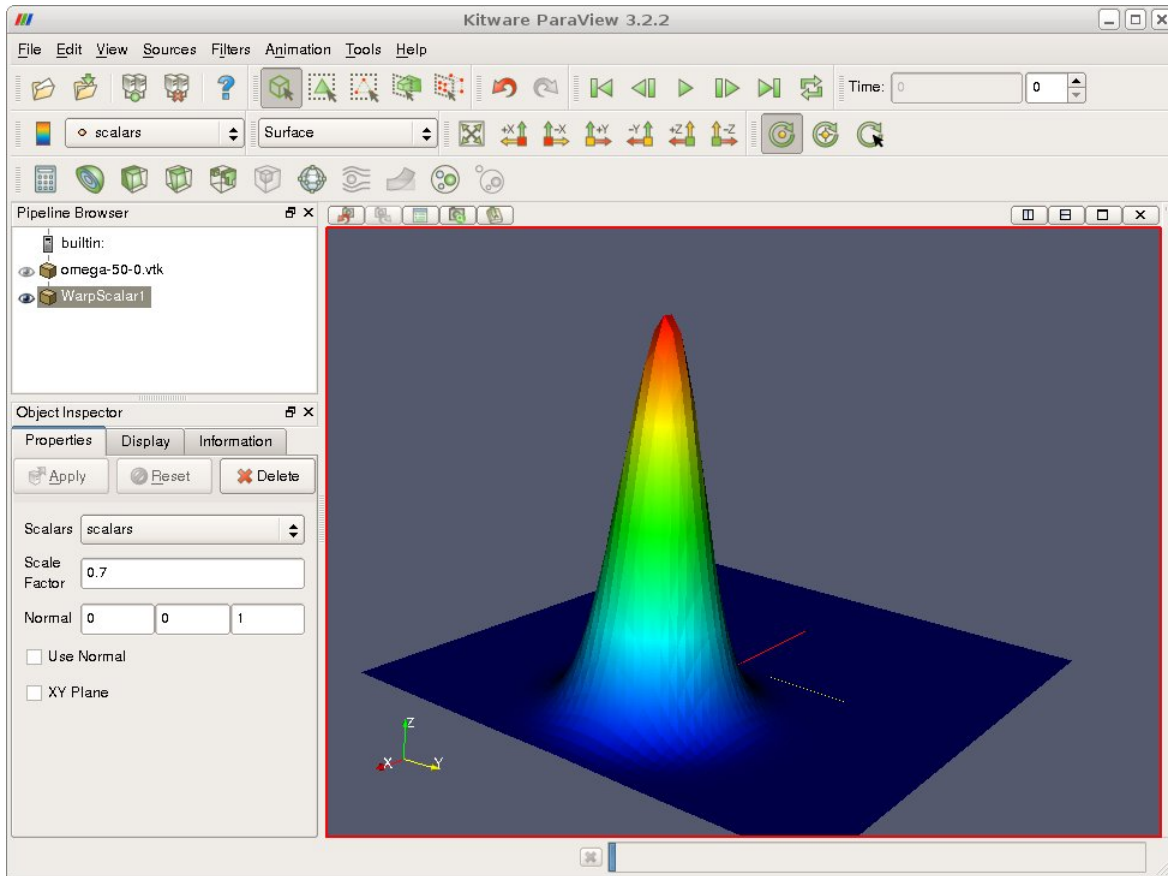 Kitware ParaView 3.2.2
File Edit View Sources Filters Animation Tools Help
Time: 0 0
scalars Surface +X -X +Y -Y +Z -Z
Pipeline Browser
builtin:
omega-50-0.vtk
WarpScalar1
Object Inspector
Properties Display Information
Apply Reset Delete
Scalars scalars
Scale Factor 0.7
Normal 0 0 1
Use Normal
XY Plane
Z
X Y